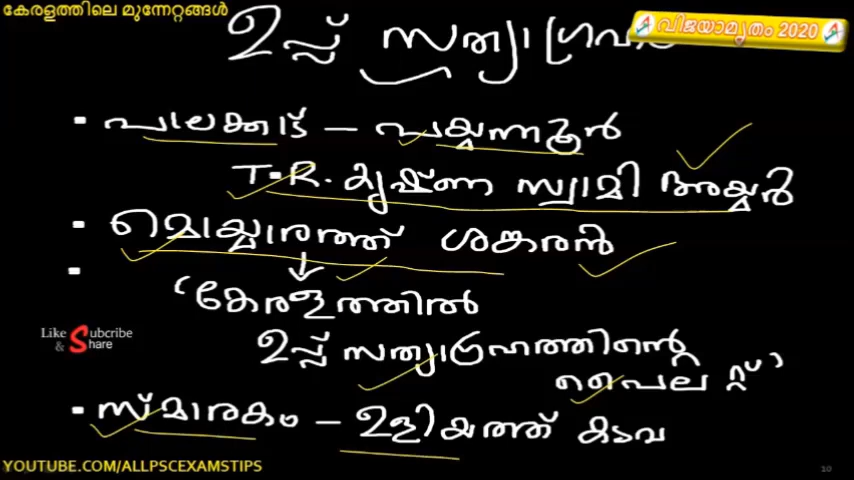 കേരളത്തിലെ മുന്നേറ്റങ്ങൾ
വിജയാമൃതം 2020
ഉപ്പ് സത്യാഗ്രഹം
▪ പാലക്കാട് – പയ്യന്നൂർ
T.R. കൃഷ്ണ സ്വാമി അയ്യർ
▪ മൊയ്യാരത്ത് ശങ്കരൻ
▪
‘കേരളത്തിൽ
ഉപ്പ് സത്യാഗ്രഹത്തിന്റെ
പൈലറ്റ്’
Like Subcribe
& Share
▪ സ്മാരകം – ഉളിയത്ത് കടവ
YOUTUBE.COM/ALLPSCEXAMSTIPS
10